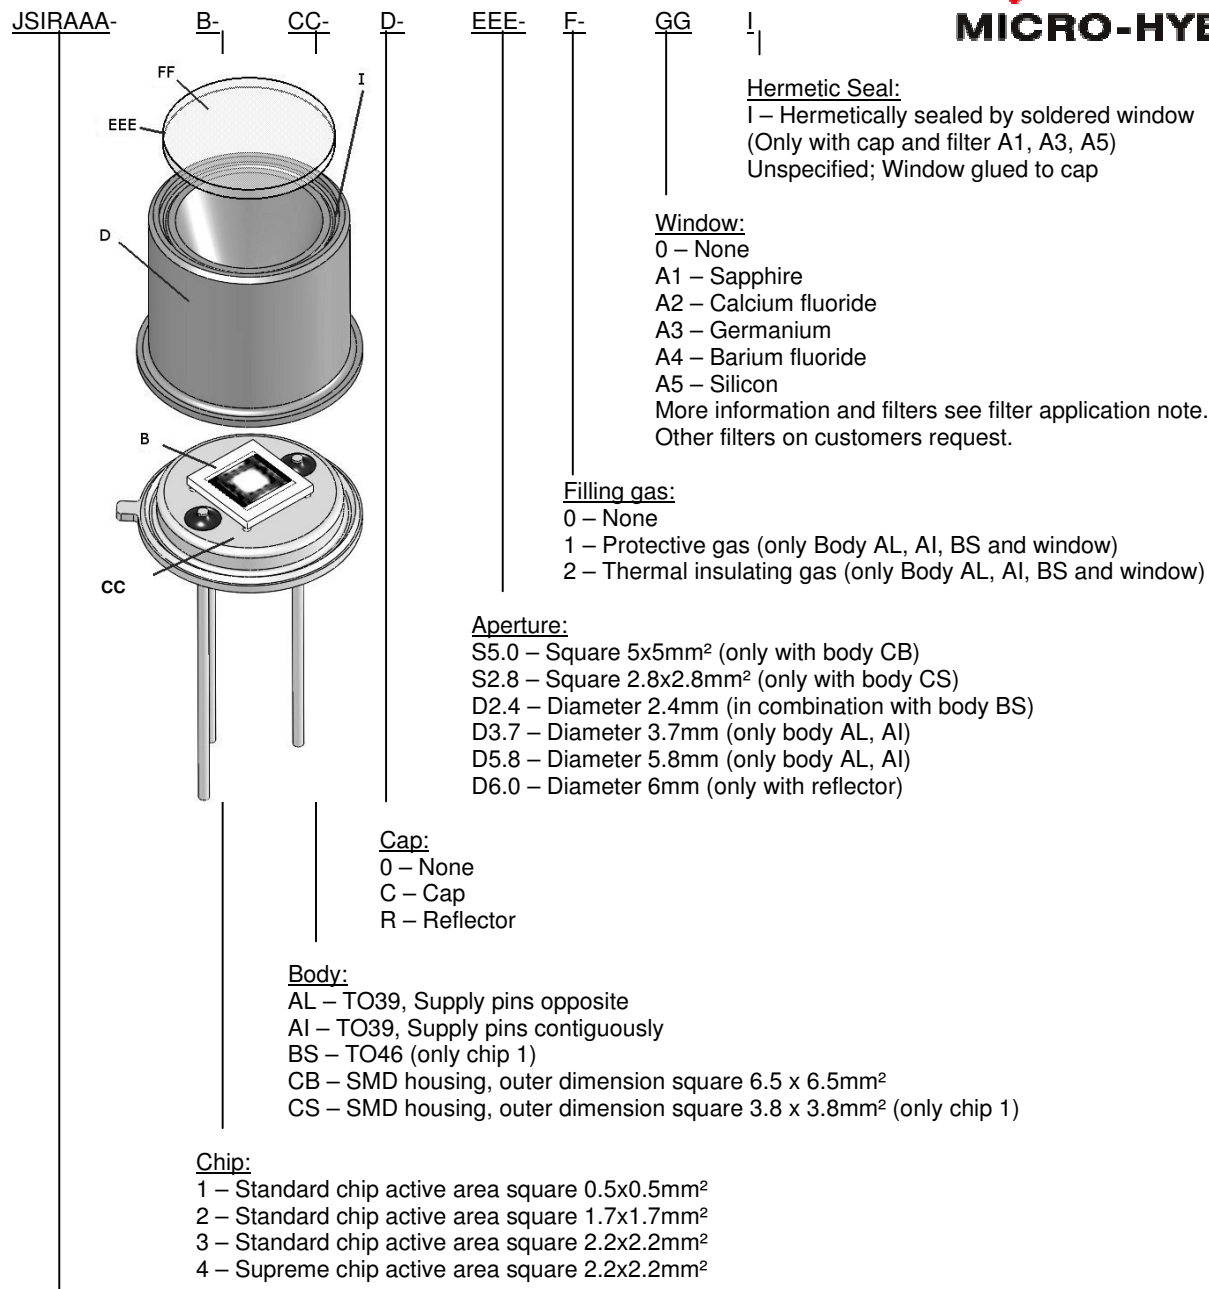 JSIRAAA- B- CC- D- EEE- F- GG I
MICRO-HY
FF
I
EEE
D
B
CC
Hermetic Seal:
I – Hermetically sealed by soldered window
(Only with cap and filter A1, A3, A5)
Unspecified; Window glued to cap
Window:
0 – None
A1 – Sapphire
A2 – Calcium fluoride
A3 – Germanium
A4 – Barium fluoride
A5 – Silicon
More information and filters see filter application note.
Other filters on customers request.
Filling gas:
0 – None
1 – Protective gas (only Body AL, AI, BS and window)
2 – Thermal insulating gas (only Body AL, AI, BS and window)
Aperture:
S5.0 – Square 5x5mm² (only with body CB)
S2.8 – Square 2.8x2.8mm² (only with body CS)
D2.4 – Diameter 2.4mm (in combination with body BS)
D3.7 – Diameter 3.7mm (only body AL, AI)
D5.8 – Diameter 5.8mm (only body AL, AI)
D6.0 – Diameter 6mm (only with reflector)
Cap:
0 – None
C – Cap
R – Reflector
Body:
AL – TO39, Supply pins opposite
AI – TO39, Supply pins contiguously
BS – TO46 (only chip 1)
CB – SMD housing, outer dimension square 6.5 x 6.5mm²
CS – SMD housing, outer dimension square 3.8 x 3.8mm² (only chip 1)
Chip:
1 – Standard chip active area square 0.5x0.5mm²
2 – Standard chip active area square 1.7x1.7mm²
3 – Standard chip active area square 2.2x2.2mm²
4 – Supreme chip active area square 2.2x2.2mm²